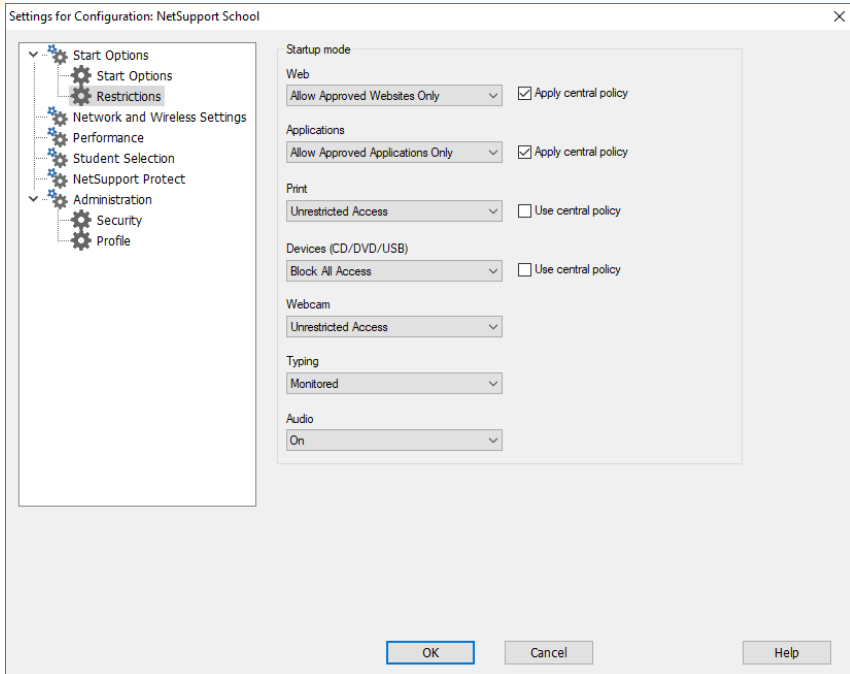 Settings for Configuration: NetSupport School
Start Options
Start Options
Restrictions
Network and Wireless Settings
Performance
Student Selection
NetSupport Protect
Administration
Security
Profile
Startup mode
Web
Allow Approved Websites Only
Apply central policy
Applications
Allow Approved Applications Only
Apply central policy
Print
Unrestricted Access
Use central policy
Devices (CD/DVD/USB)
Block All Access
Use central policy
Webcam
Unrestricted Access
Typing
Monitored
Audio
On
OK
Cancel
Help